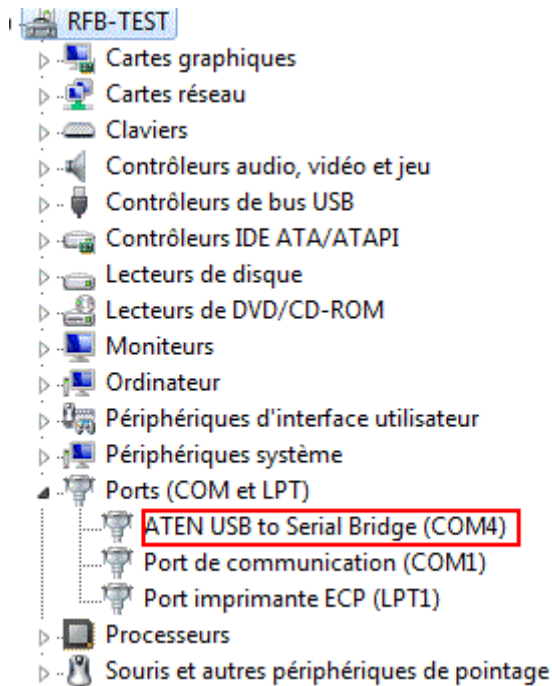 RFB-TEST
Cartes graphiques
Cartes réseau
Claviers
Contrôleurs audio, vidéo et jeu
Contrôleurs de bus USB
Contrôleurs IDE ATA/ATAPI
Lecteurs de disque
Lecteurs de DVD/CD-ROM
Moniteurs
Ordinateur
Périphériques d'interface utilisateur
Périphériques système
Ports (COM et LPT)
ATEN USB to Serial Bridge (COM4)
Port de communication (COM1)
Port imprimante ECP (LPT1)
Processeurs
Souris et autres périphériques de pointage